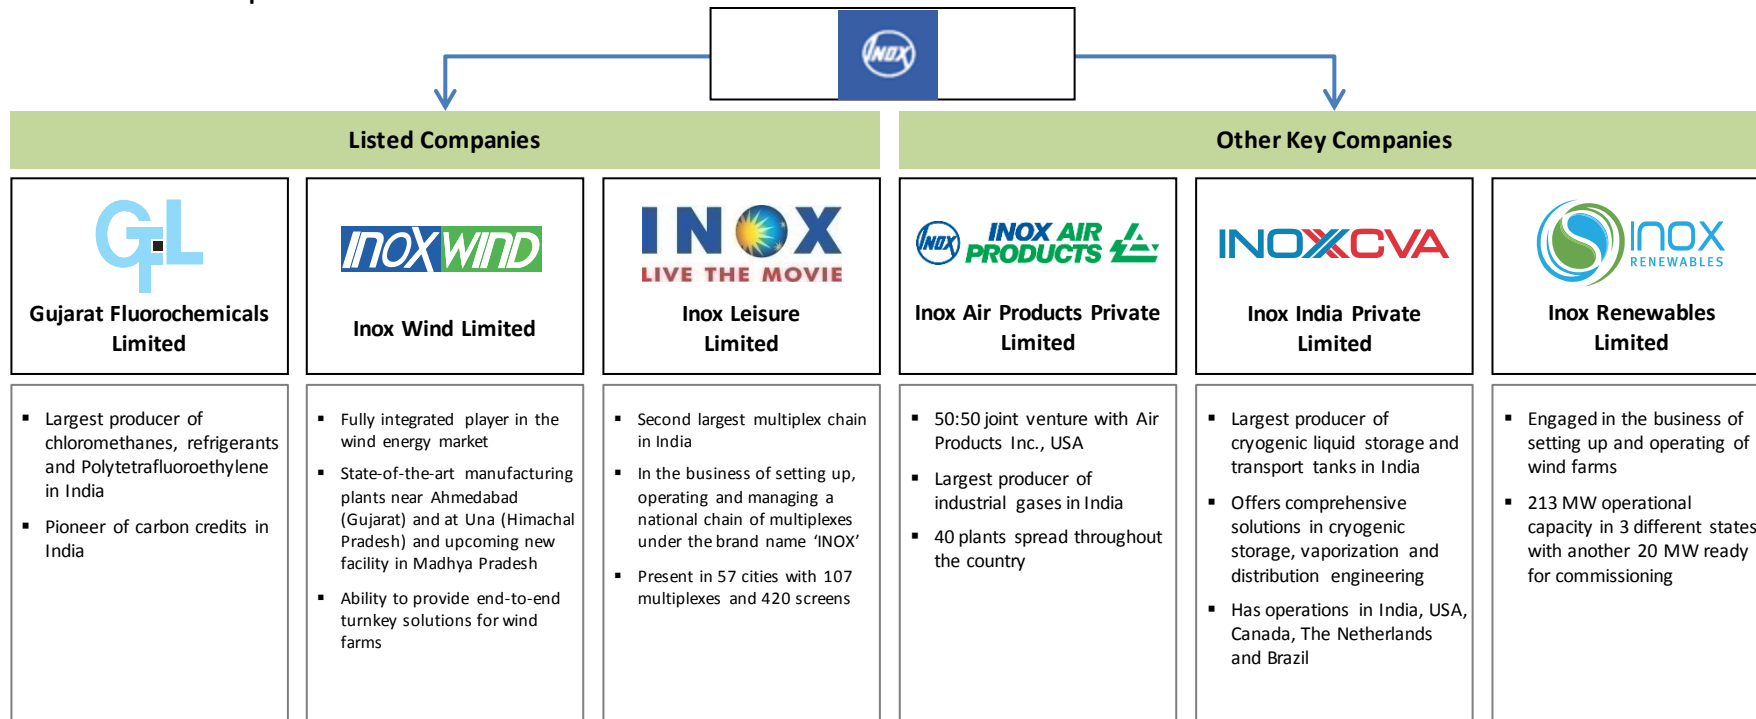 INOX
Listed Companies
Other Key Companies
GFL
Gujarat Fluorochemicals
Limited
INOXWIND
Inox Wind Limited
INOX
LIVE THE MOVIE
Inox Leisure
Limited
INOX
INOX AIR
PRODUCTS
Inox Air Products Private
Limited
INOXCVA
Inox India Private
Limited
INOX
RENEWABLES
Inox Renewables
Limited
▪ Largest producer of
chloromethanes, refrigerants
and Polytetrafluoroethylene
in India
▪ Pioneer of carbon credits in
India
▪ Fully integrated player in the
wind energy market
▪ State-of-the-art manufacturing
plants near Ahmedabad
(Gujarat) and at Una (Himachal
Pradesh) and upcoming new
facility in Madhya Pradesh
▪ Ability to provide end-to-end
turnkey solutions for wind
farms
▪ Second largest multiplex chain
in India
▪ In the business of setting up,
operating and managing a
national chain of multiplexes
under the brand name ‘INOX’
▪ Present in 57 cities with 107
multiplexes and 420 screens
▪ 50:50 joint venture with Air
Products Inc., USA
▪ Largest producer of
industrial gases in India
▪ 40 plants spread throughout
the country
▪ Largest producer of
cryogenic liquid storage and
transport tanks in India
▪ Offers comprehensive
solutions in cryogenic
storage, vaporization and
distribution engineering
▪ Has operations in India, USA,
Canada, The Netherlands
and Brazil
▪ Engaged in the business of
setting up and operating of
wind farms
▪ 213 MW operational
capacity in 3 different states
with another 20 MW ready
for commissioning